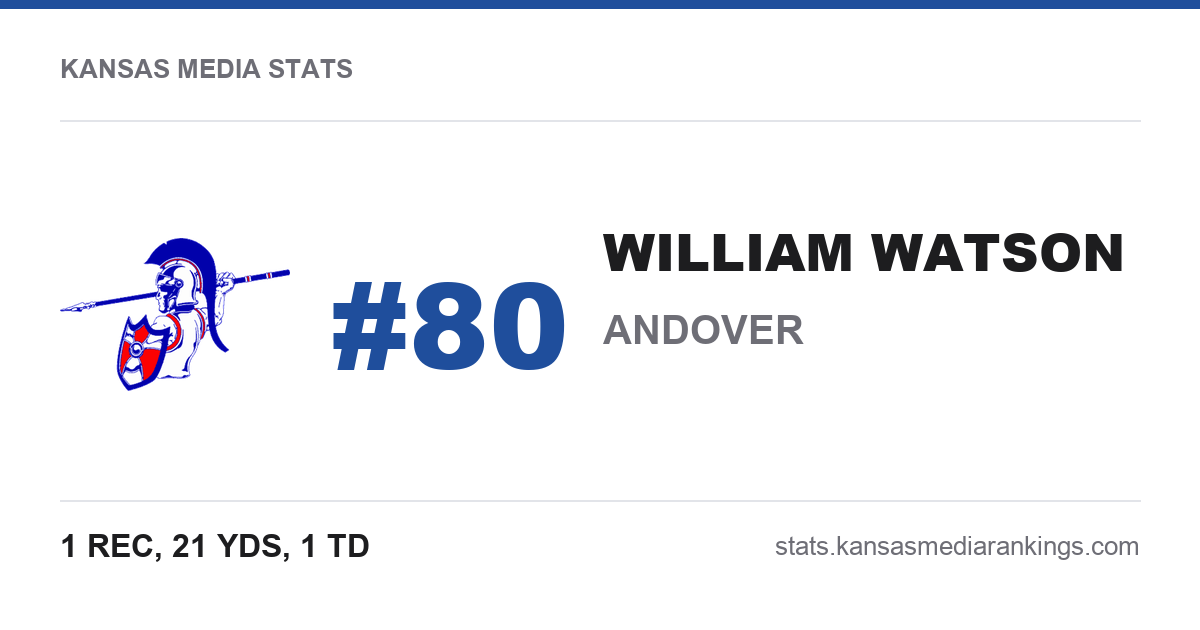 KANSAS MEDIA STATS
#80
WILLIAM WATSON
ANDOVER
1 REC, 21 YDS, 1 TD
stats.kansasmediarankings.com